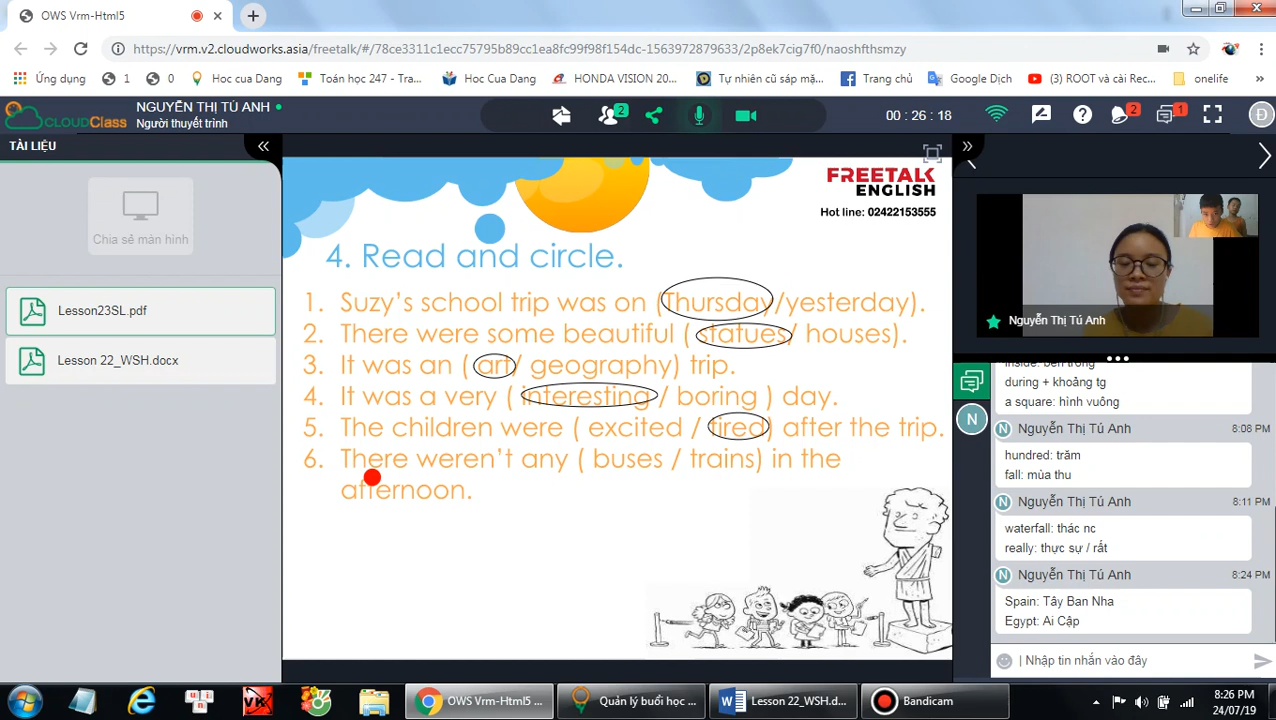 OWS Vrm-Html5
https://vrm.v2.cloudworks.asia/freetalk/#/78ce3311c1ecc75795b89cc1ea8fc99f98f154dc-1563972879633/2p8ek7cig7f0/naoshfthsmzy
Ứng dụng 1 0 Hoc cua Dang Toán học 247 - Tra... Học Cua Dang HONDA VISION 20... Tự nhiên cũ sáp mặ... Trang chủ Google Dịch (3) ROOT và cài Rec... onelife »
CLOUDClass
NGUYỄN THỊ TÚ ANH
Người thuyết trình
2
00 : 26 : 18
2 1 Đ
TÀI LIỆU
Chia sẻ màn hình
Lesson23SL.pdf
Lesson 22_WSH.docx
FREETALK
ENGLISH
Hot line: 02422153555
4. Read and circle.
1. Suzy's school trip was on (Thursday/yesterday).
2. There were some beautiful ( statues/ houses).
3. It was an ( art/ geography) trip.
4. It was a very ( interesting / boring ) day.
5. The children were ( excited / tired) after the trip.
6. There weren't any ( buses / trains) in the
afternoon.
Nguyễn Thị Tú Anh
inside: bên trong
during + khoảng tg
a square: hình vuông
N Nguyễn Thị Tú Anh 8:08 PM
hundred: trăm
fall: mùa thu
N Nguyễn Thị Tú Anh 8:11 PM
waterfall: thác nc
really: thực sự / rất
N Nguyễn Thị Tú Anh 8:24 PM
Spain: Tây Ban Nha
Egypt: Ai Cập
N
Nhập tin nhắn vào đây
OWS Vrm-Html5 ...
Quản lý buổi học ...
Lesson 22_WSH.d...
Bandicam
8:26 PM
24/07/19